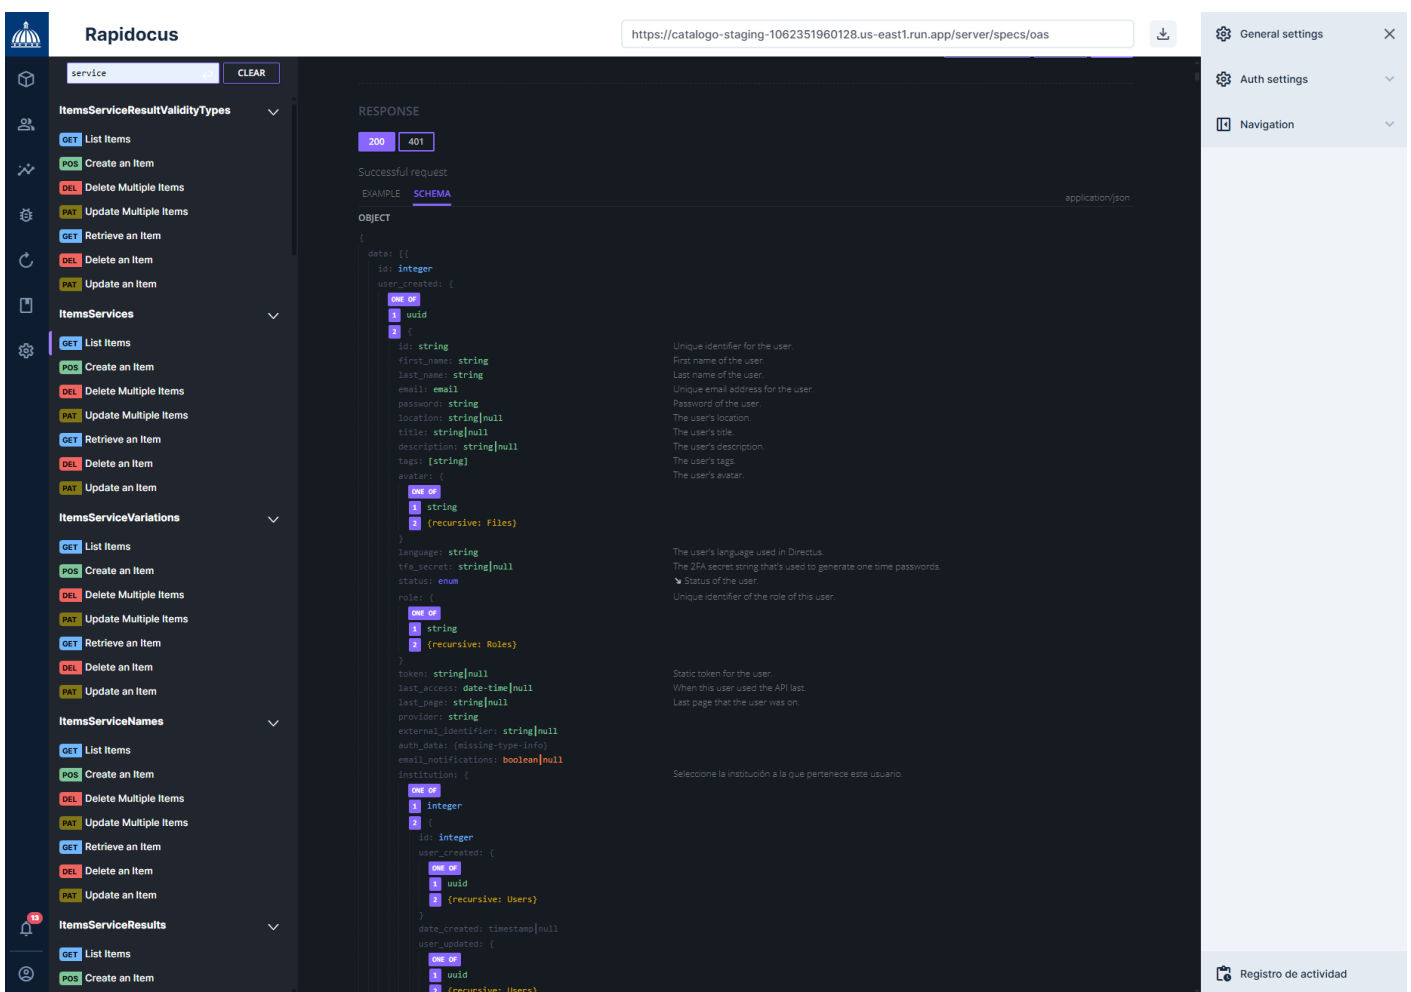 Rapidocus
https://catalogo-staging-1062351960128.us-east1.run.app/server/specs/oas
service
CLEAR
ItemsServiceResultValidityTypes
GET List Items
POS Create an Item
DEL Delete Multiple Items
PAT Update Multiple Items
GET Retrieve an Item
DEL Delete an Item
PAT Update an Item
ItemsServices
GET List Items
POS Create an Item
DEL Delete Multiple Items
PAT Update Multiple Items
GET Retrieve an Item
DEL Delete an Item
PAT Update an Item
ItemsServiceVariations
GET List Items
POS Create an Item
DEL Delete Multiple Items
PAT Update Multiple Items
GET Retrieve an Item
DEL Delete an Item
PAT Update an Item
ItemsServiceNames
GET List Items
POS Create an Item
DEL Delete Multiple Items
PAT Update Multiple Items
GET Retrieve an Item
DEL Delete an Item
PAT Update an Item
ItemsServiceResults
GET List Items
POS Create an Item
13
RESPONSE
200 401
Successful request
EXAMPLE SCHEMA
application/json
OBJECT
{
data: [{
id: integer
user_created: {
ONE OF
1 uuid
2 {
id: string Unique identifier for the user.
first_name: string First name of the user.
last_name: string Last name of the user.
email: email Unique email address for the user.
password: string Password of the user.
location: string|null The user's location.
title: string|null The user's title.
description: string|null The user's description.
tags: [string] The user's tags.
avatar: { The user's avatar.
ONE OF
1 string
2 {recursive: Files}
}
language: string The user's language used in Directus.
tfa_secret: string|null The 2FA secret string that's used to generate one time passwords.
status: enum ↘ Status of the user.
role: { Unique identifier of the role of this user.
ONE OF
1 string
2 {recursive: Roles}
}
token: string|null Static token for the user.
last_access: date-time|null When this user used the API last.
last_page: string|null Last page that the user was on.
provider: string
external_identifier: string|null
auth_data: {missing-type-info}
email_notifications: boolean|null
institution: { Seleccione la institución a la que pertenece este usuario.
ONE OF
1 integer
2 {
id: integer
user_created: {
ONE OF
1 uuid
2 {recursive: Users}
}
date_created: timestamp|null
user_updated: {
ONE OF
1 uuid
2 {recursive: Users}
General settings
Auth settings
Navigation
Registro de actividad